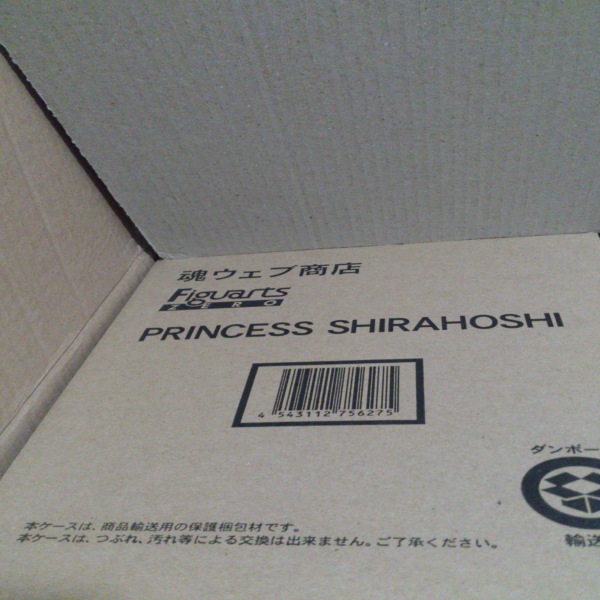 魂ウェブ商店
Figuarts
ZERO
PRINCESS SHIRAHOSHI
4 543112 756275
ダンボー
輸送
本ケースは、商品輸送用の保護梱包材です。
本ケースは、つぶれ、汚れ等による交換は出来ません。ご了承ください。